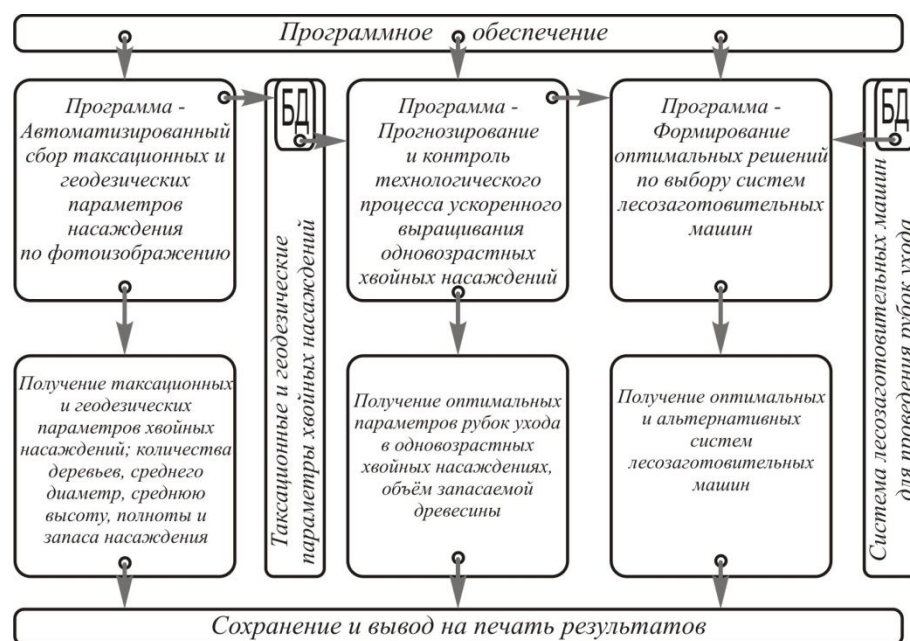 Программное обеспечение
Программа -
Автоматизированный
сбор таксационных и
геодезических
параметров
насаждения
по фотоизображению
БД
Таксационные и геодезические
параметры хвойных насаждений
Программа -
Прогнозирование
и контроль
технологического
процесса ускоренного
выращивания
одновозрастных
хвойных насаждений
Программа -
Формирование
оптимальных решений
по выбору систем
лесозаготовительных
машин
БД
Система лесозаготовительных машин
для проведения рубок ухода
Получение таксационных
и геодезических
параметров хвойных
насаждений; количества
деревьев, среднего
диаметр, среднюю
высоту, полноты и
запаса насаждения
Получение оптимальных
параметров рубок ухода
в одновозрастных
хвойных насаждениях,
объём запасаемой
древесины
Получение оптимальных
и альтернативных
систем
лесозаготовительных
машин
Сохранение и вывод на печать результатов